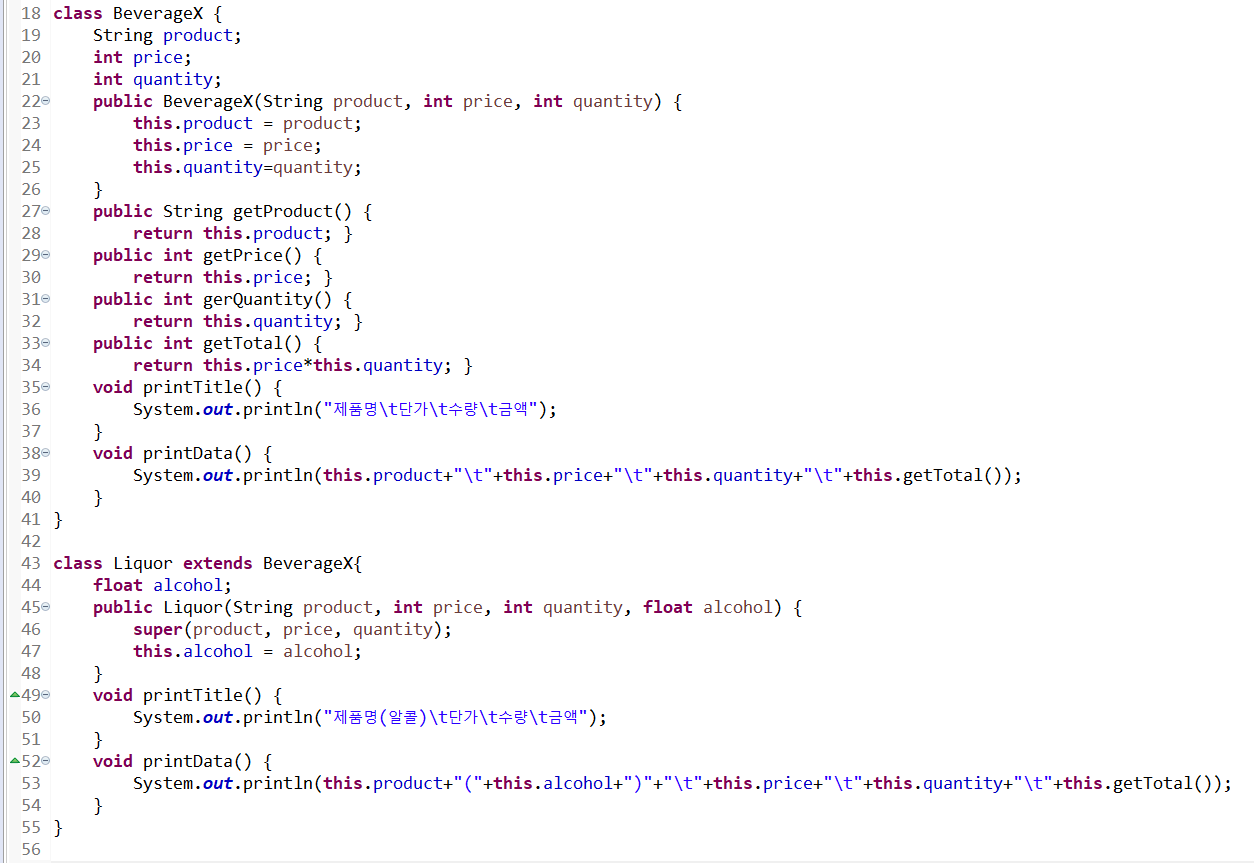 18 class BeverageX {
19     String product;
20     int price;
21     int quantity;
22     public BeverageX(String product, int price, int quantity) {
23         this.product = product;
24         this.price = price;
25         this.quantity=quantity;
26     }
27     public String getProduct() {
28         return this.product; }
29     public int getPrice() {
30         return this.price; }
31     public int gerQuantity() {
32         return this.quantity; }
33     public int getTotal() {
34         return this.price*this.quantity; }
35     void printTitle() {
36         System.out.println("제품명\t단가\t수량\t금액");
37     }
38     void printData() {
39         System.out.println(this.product+"\t"+this.price+"\t"+this.quantity+"\t"+this.getTotal());
40     }
41 }
42
43 class Liquor extends BeverageX{
44     float alcohol;
45     public Liquor(String product, int price, int quantity, float alcohol) {
46         super(product, price, quantity);
47         this.alcohol = alcohol;
48     }
49     void printTitle() {
50         System.out.println("제품명(알콜)\t단가\t수량\t금액");
51     }
52     void printData() {
53         System.out.println(this.product+"("+this.alcohol+")"+"\t"+this.price+"\t"+this.quantity+"\t"+this.getTotal());
54     }
55 }
56